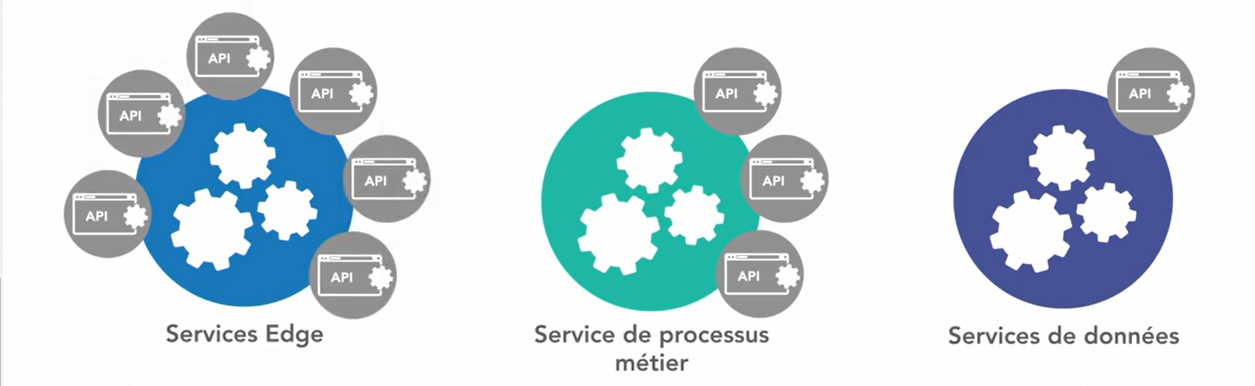 API
API
API
API
API
API
Services Edge
API
API
API
Service de processus
métier
API
Services de données